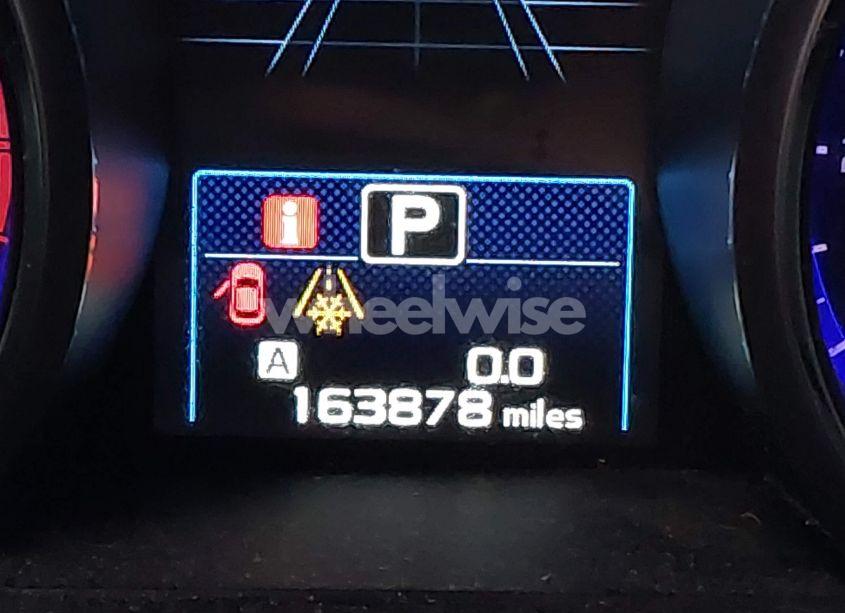 i P
wheelwise
A 0.0
163878 miles